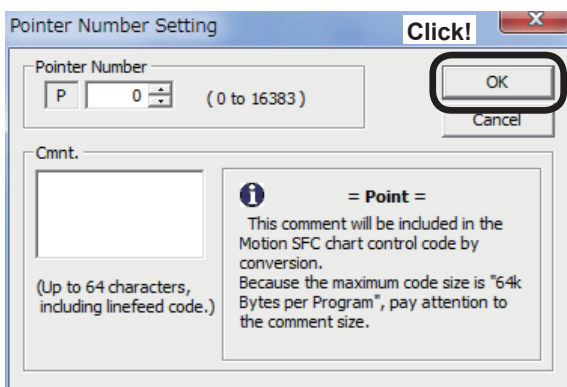 Pointer Number Setting
Click!
Pointer Number
P 0 ( 0 to 16383 )
OK
Cancel
Cmnt.
= Point =
This comment will be included in the
Motion SFC chart control code by
conversion.
Because the maximum code size is "64k
Bytes per Program", pay attention to
the comment size.
(Up to 64 characters,
including linefeed code.)